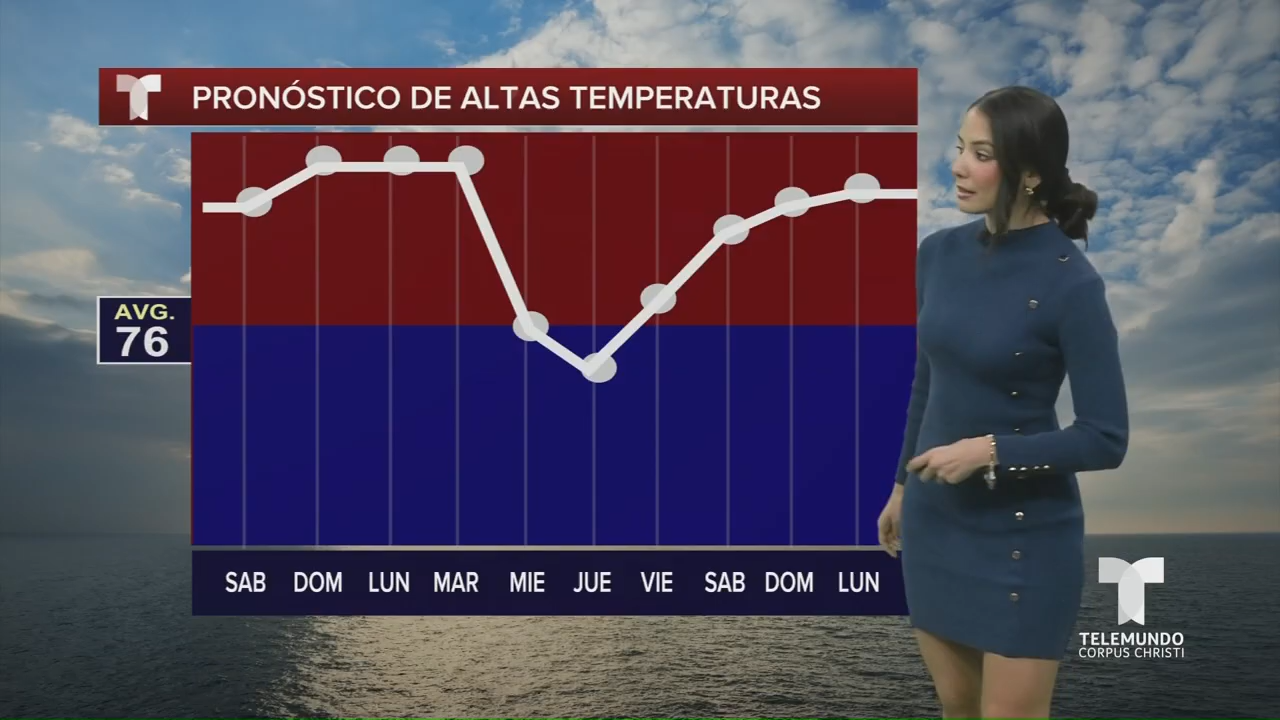 PRONÓSTICO DE ALTAS TEMPERATURAS
AVG.
76
SAB DOM LUN MAR MIE JUE VIE SAB DOM LUN
TELEMUNDO
CORPUS CHRISTI